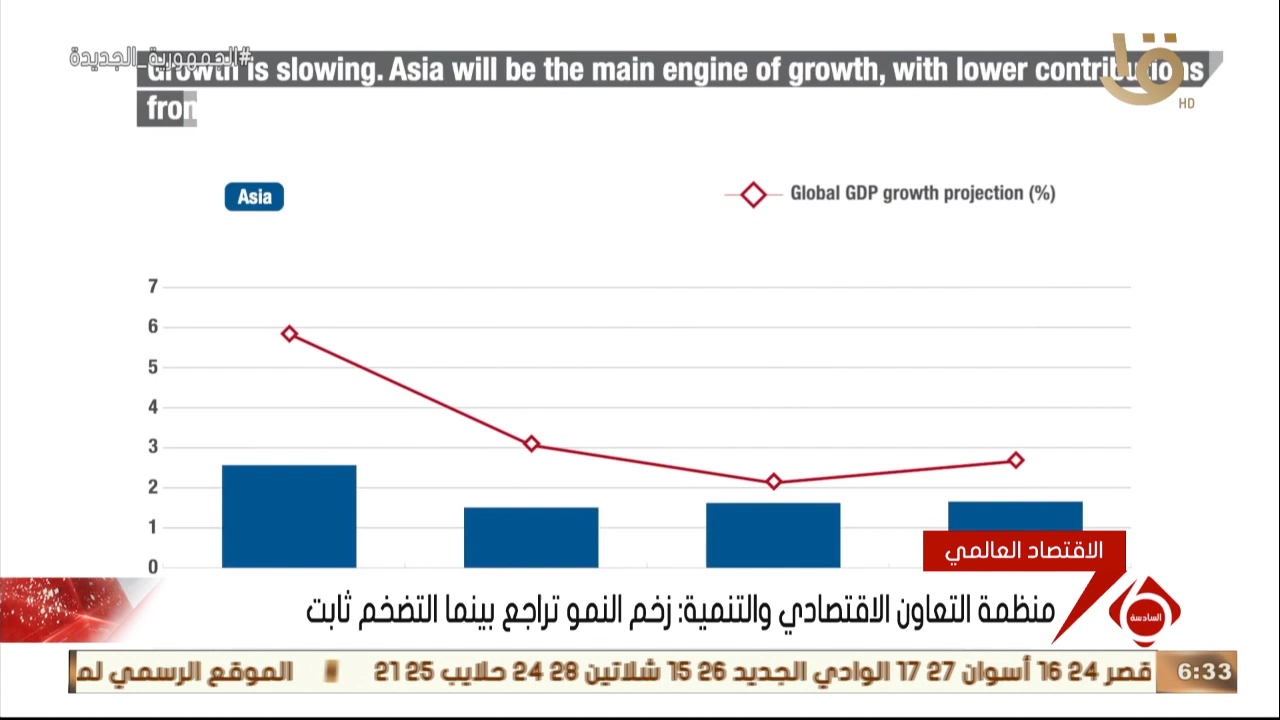 #الجمهورية_الجديدة
Growth is slowing. Asia will be the main engine of growth, with lower contributions
from
HD
Asia
Global GDP growth projection (%)
7
6
5
4
3
2
1
0
الاقتصاد العالمي
منظمة التعاون الاقتصادي والتنمية: زخم النمو تراجع بينما التضخم ثابت
السادسة
قصر 24 16 أسوان 27 17 الوادي الجديد 26 15 شلاتين 28 24 حلايب 25 21 الموقع الرسمي لم
6:33